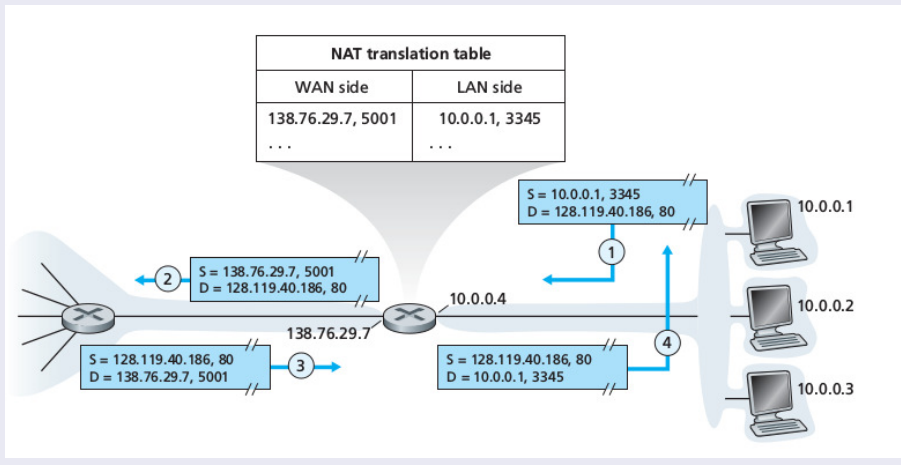 NAT translation table
WAN side
LAN side
138.76.29.7, 5001
10.0.0.1, 3345
. . .
. . .
S = 10.0.0.1, 3345
D = 128.119.40.186, 80
10.0.0.1
1
2
S = 138.76.29.7, 5001
D = 128.119.40.186, 80
10.0.0.4
10.0.0.2
138.76.29.7
4
S = 128.119.40.186, 80
D = 138.76.29.7, 5001
3
S = 128.119.40.186, 80
D = 10.0.0.1, 3345
10.0.0.3